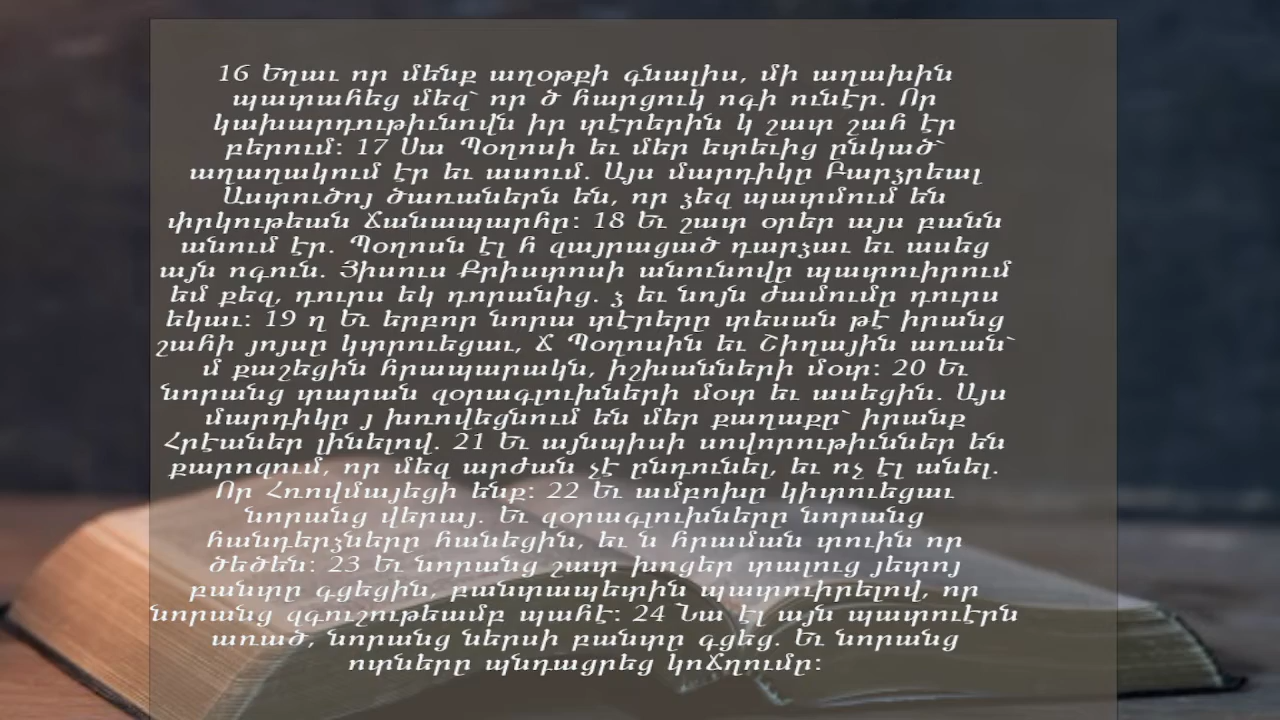 16 Եղաւ որ մենք աղօթքի գնալիս, մի աղախին
պատահեց մեզ՝ որ ծ հարցուկ ոգի ունէր. Որ
կախարդութիւնովն իր տէրերին կ շատ շահ էր
բերում: 17 Սա Պօղոսի եւ մեր ետեւից ընկած՝
աղաղակում էր եւ ասում. Այս մարդիկը Բարձրեալ
Աստուծոյ ծառաներն են, որ ձեզ պատմում են
փրկութեան ճանապարհը: 18 Եւ շատ օրեր այս բանն
անում էր. Պօղոսն էլ հ զայրացած դարձաւ եւ ասեց
այն ոգուն. Յիսուս Քրիստոսի անունովը պատուիրում
եմ քեզ, դուրս եկ դորանից. ձ եւ նոյն ժամումը դուրս
եկաւ: 19 ղ Եւ երբոր նորա տէրերը տեսան թէ իրանց
շահի յոյսը կտրուեցաւ, ճ Պօղոսին եւ Շիղային առան՝
մ քաշեցին հրապարակն, իշխանների մօտ: 20 Եւ
նորանց տարան զօրագլուխների մօտ եւ ասեցին. Այս
մարդիկը յ խռովեցնում են մեր քաղաքը՝ իրանք
Հրէաներ լինելով. 21 Եւ այնպիսի սովորութիւններ են
քարոզում, որ մեզ արժան չէ ընդունել, եւ ոչ էլ անել.
Որ Հռովմայեցի ենք: 22 Եւ ամբոխը կիտուեցաւ
նորանց վերայ. Եւ զօրագլուխները նորանց
հանդերձները հանեցին, եւ ն հրաման տուին որ
ծեծեն: 23 Եւ նորանց շատ խոցեր տալուց յետոյ
բանտը գցեցին, բանտապետին պատուիրելով, որ
նորանց զգուշութեամբ պահէ: 24 Նա էլ այն պատուէրն
առած, նորանց ներսի բանտը գցեց. Եւ նորանց
ոտները պնդացրեց կոճղումը: